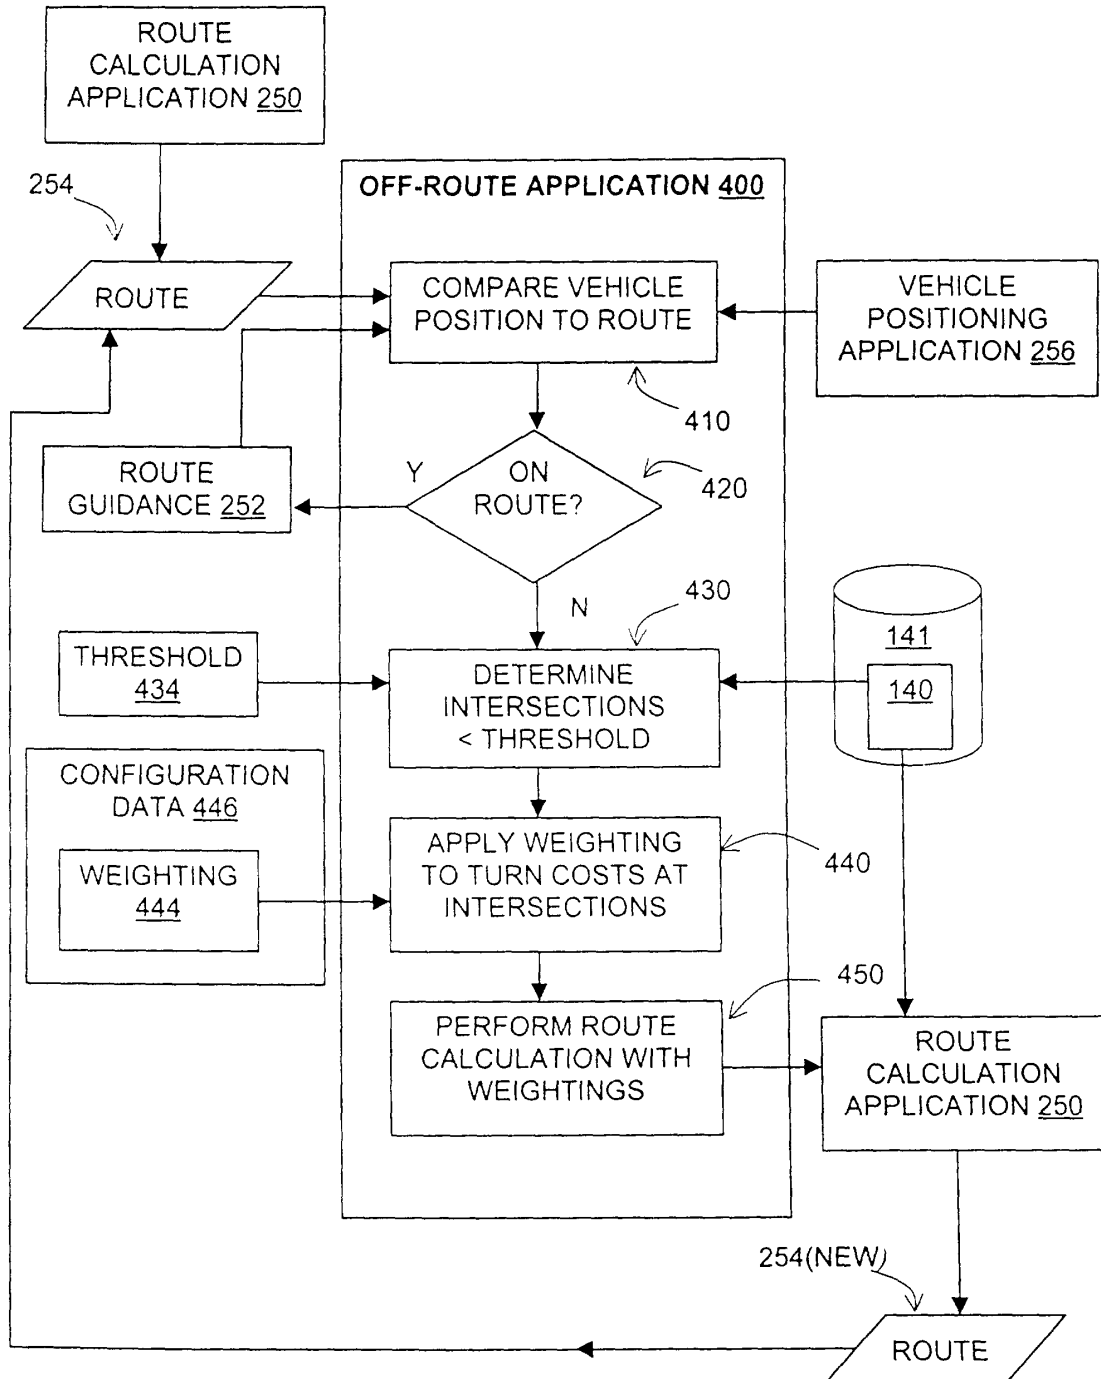 ROUTE
CALCULATION
APPLICATION 250
254
OFF-ROUTE APPLICATION 400
ROUTE
COMPARE VEHICLE
POSITION TO ROUTE
VEHICLE
POSITIONING
APPLICATION 256
410
ROUTE
GUIDANCE 252
Y
ON
ROUTE?
420
N
430
141
140
THRESHOLD
434
DETERMINE
INTERSECTIONS
< THRESHOLD
CONFIGURATION
DATA 446
WEIGHTING
444
APPLY WEIGHTING
TO TURN COSTS AT
INTERSECTIONS
440
450
PERFORM ROUTE
CALCULATION WITH
WEIGHTINGS
ROUTE
CALCULATION
APPLICATION 250
254(NEW)
ROUTE